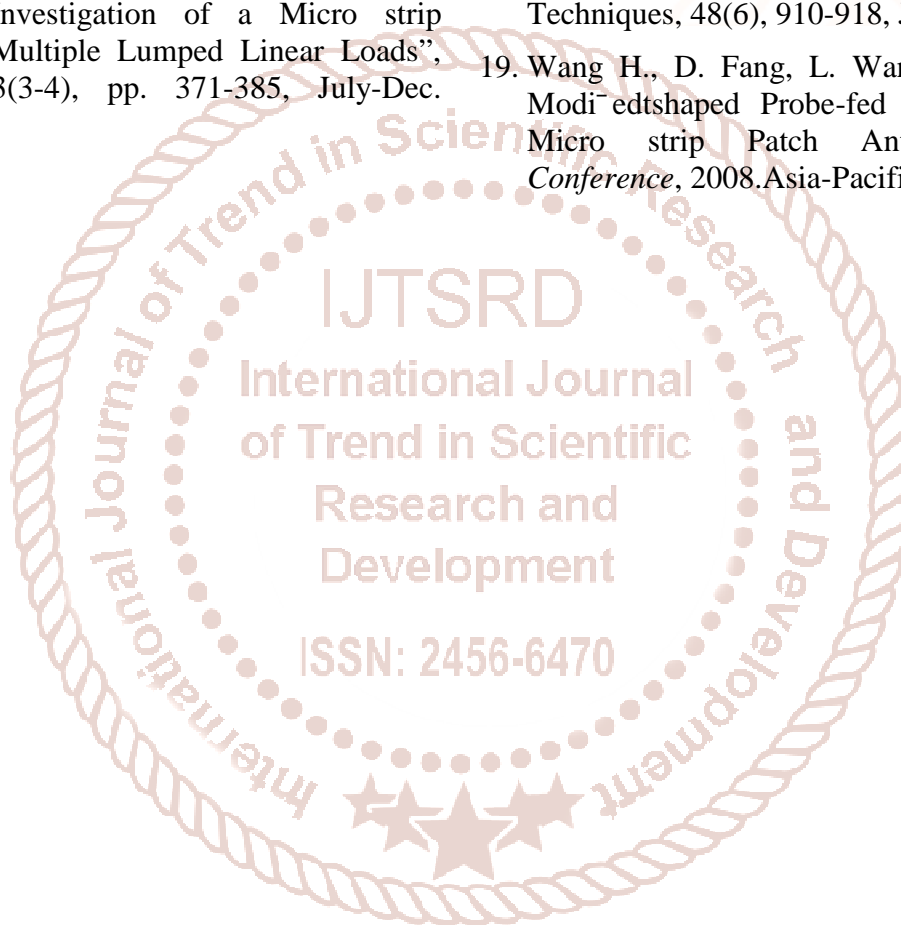 nvestigation of a Micro strip
Multiple Lumped Linear Loads”,
3(3-4), pp. 371-385, July-Dec.
Techniques, 48(6), 910-918,
19. Wang H., D. Fang, L. Wan
Modi¯edtshaped Probe-fed
Micro strip Patch An
Conference, 2008.Asia-Pacifi
International Journal of Trend in Scientific Research and Development
IJTSRD
International Journal
of Trend in Scientific
Research and
Development
ISSN: 2456-6470